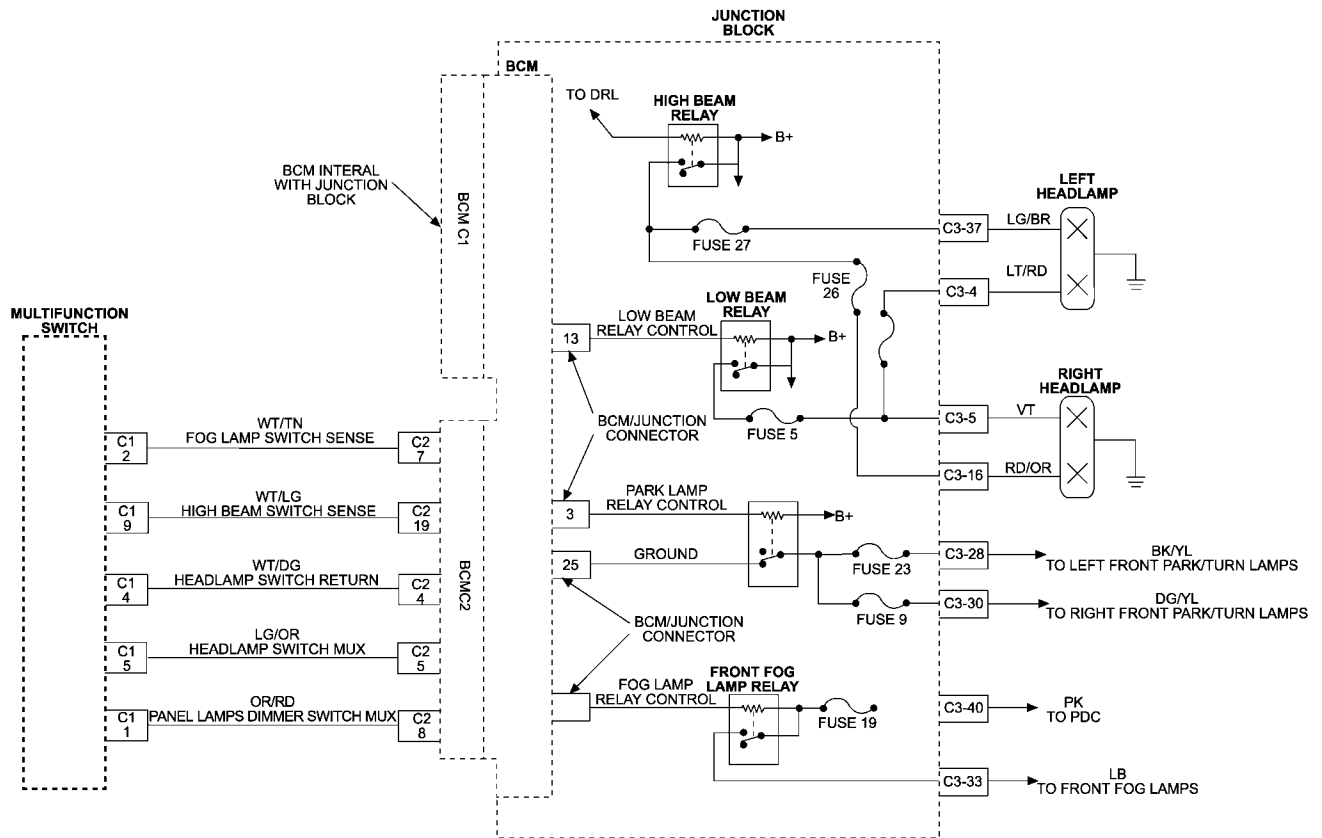 JUNCTION
BLOCK
BCM
TO DRL
HIGH BEAM
RELAY
B+
BCM INTERAL
WITH JUNCTION
BLOCK
BCM C1
LEFT
HEADLAMP
C3-37
LG/BR
FUSE 27
FUSE
26
LT/RD
C3-4
MULTIFUNCTION
SWITCH
LOW BEAM
RELAY CONTROL
LOW BEAM
RELAY
13
B+
RIGHT
HEADLAMP
BCM/JUNCTION
CONNECTOR
FUSE 5
C3-5
VT
C1
2
WT/TN
FOG LAMP SWITCH SENSE
C2
7
C3-16
RD/OR
C1
9
WT/LG
HIGH BEAM SWITCH SENSE
C2
19
3
PARK LAMP
RELAY CONTROL
B+
25
GROUND
FUSE 23
C3-28
BK/YL
TO LEFT FRONT PARK/TURN LAMPS
C1
4
WT/DG
HEADLAMP SWITCH RETURN
C2
4
BCMC2
FUSE 9
C3-30
DG/YL
TO RIGHT FRONT PARK/TURN LAMPS
BCM/JUNCTION
CONNECTOR
C1
5
LG/OR
HEADLAMP SWITCH MUX
C2
5
FOG LAMP
RELAY CONTROL
FRONT FOG
LAMP RELAY
FUSE 19
C3-40
PK
TO PDC
C1
1
OR/RD
PANEL LAMPS DIMMER SWITCH MUX
C2
8
C3-33
LB
TO FRONT FOG LAMPS